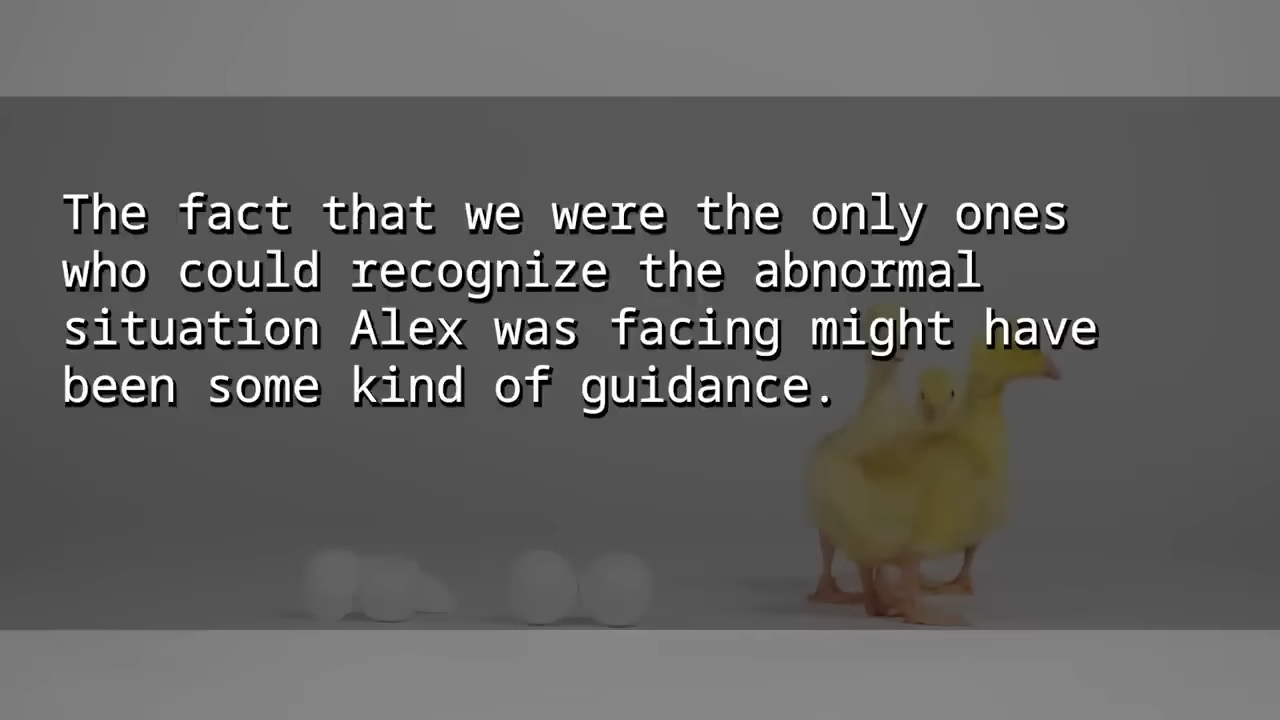 The fact that we were the only ones
who could recognize the abnormal
situation Alex was facing might have
been some kind of guidance.